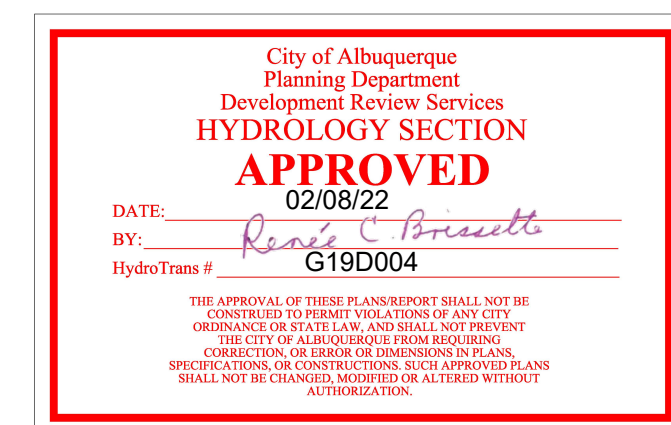 City of Albuquerque
Planning Department
Development Review Services
HYDROLOGY SECTION
APPROVED
DATE: 02/08/22
BY: Renée C. Brissette
HydroTrans # G19D004
THE APPROVAL OF THESE PLANS/REPORT SHALL NOT BE
CONSTRUED TO PERMIT VIOLATIONS OF ANY CITY
ORDINANCE OR STATE LAW, AND SHALL NOT PREVENT
THE CITY OF ALBUQUERQUE FROM REQUIRING
CORRECTION, OR ERROR OR DIMENSIONS IN PLANS,
SPECIFICATIONS, OR CONSTRUCTIONS. SUCH APPROVED PLANS
SHALL NOT BE CHANGED, MODIFIED OR ALTERED WITHOUT
AUTHORIZATION.